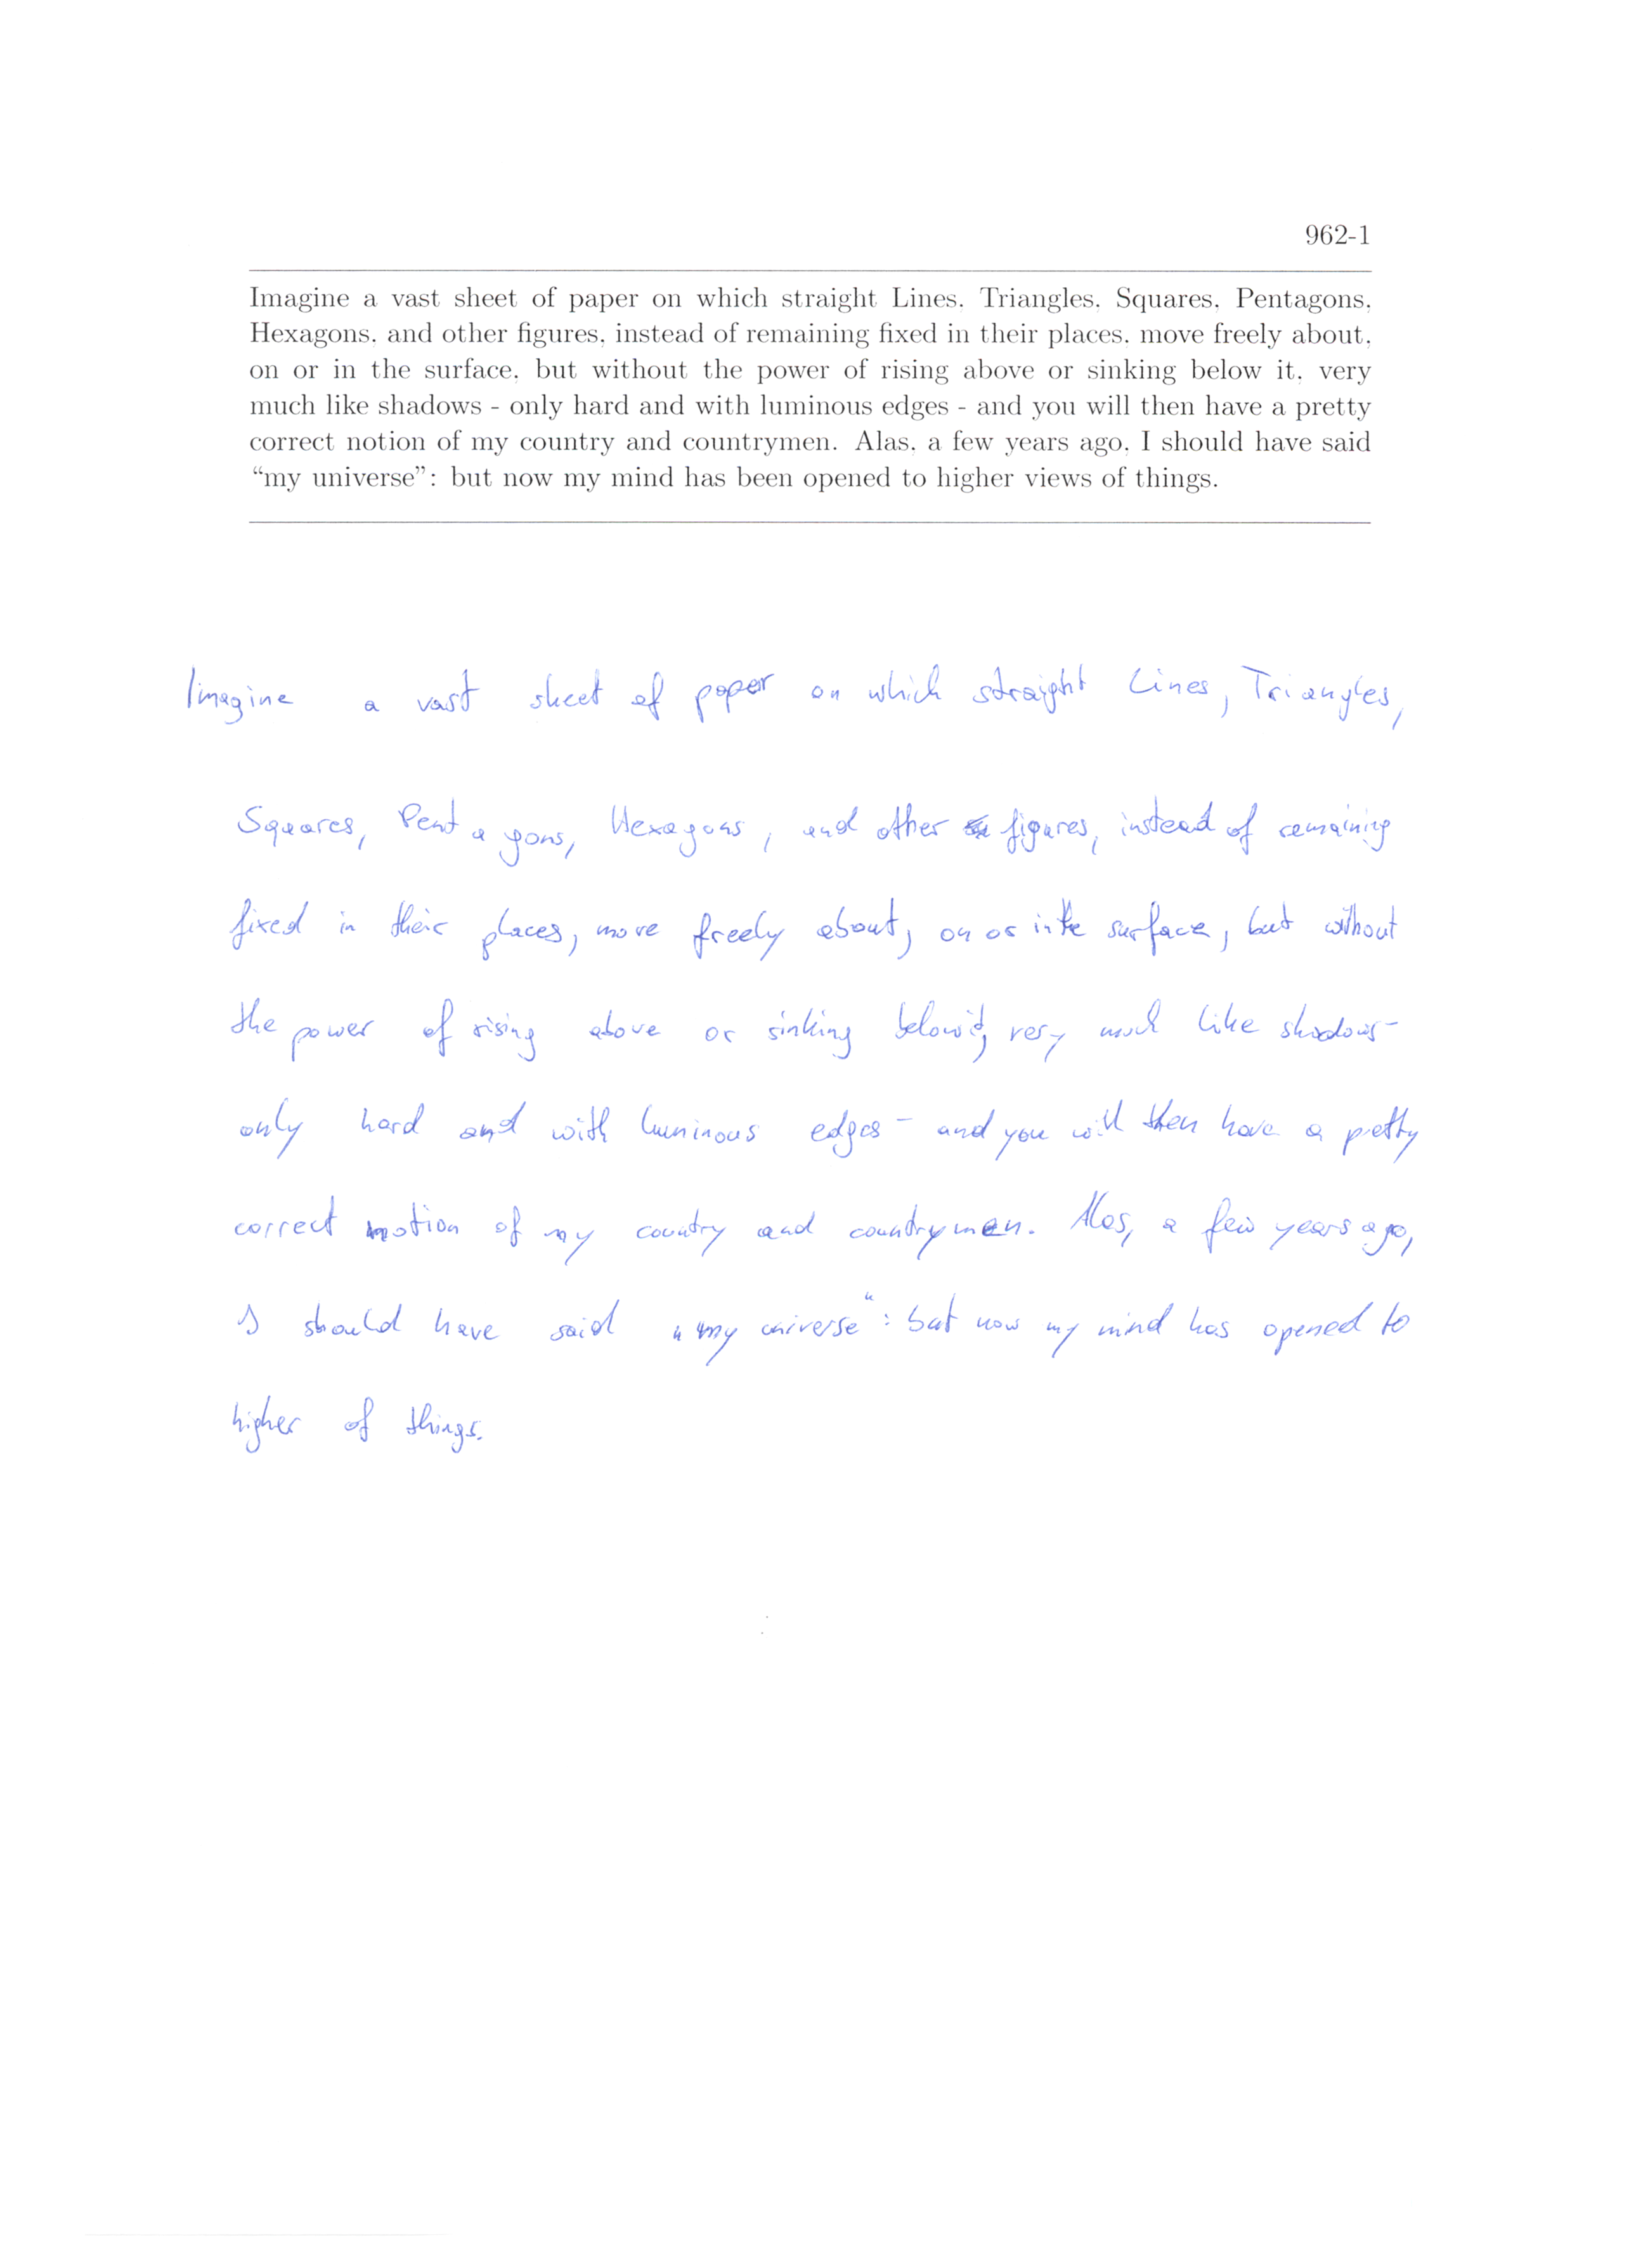 962-1
Imagine a vast sheet of paper on which straight Lines, Triangles, Squares, Pentagons,
Hexagons, and other figures, instead of remaining fixed in their places, move freely about,
on or in the surface, but without the power of rising above or sinking below it, very
much like shadows - only hard and with luminous edges - and you will then have a pretty
correct notion of my country and countrymen. Alas, a few years ago, I should have said
“my universe”: but now my mind has been opened to higher views of things.
Imagine a vast sheet of paper on which straight Lines, Triangles,
Squares, Pentagons, Hexagons, and other figures, instead of remaining
fixed in their places, move freely about, on or in the surface, but without
the power of rising above or sinking below it, very much like shadows -
only hard and with luminous edges - and you will then have a pretty
correct notion of my country and countrymen. Alas, a few years ago,
I should have said "my universe": but now my mind has opened to
higher of things.